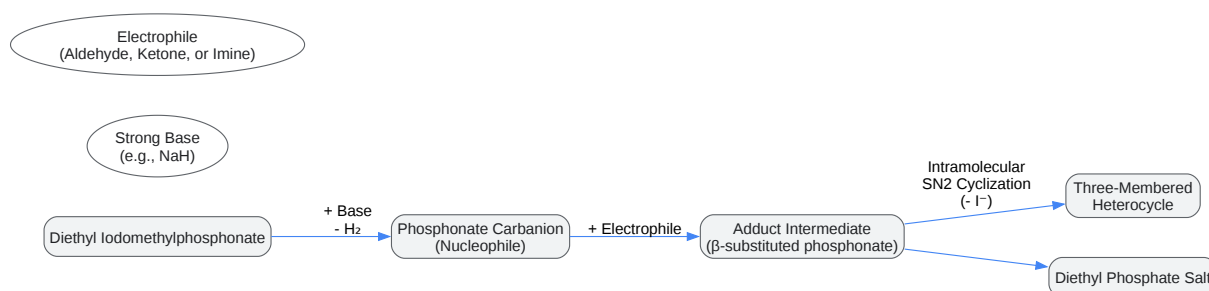 Electrophile
(Aldehyde, Ketone, or Imine)
Strong Base
(e.g., NaH)
Diethyl Iodomethylphosphonate
+ Base
- H₂
Phosphonate Carbanion
(Nucleophile)
+ Electrophile
Adduct Intermediate
(β-substituted phosphonate)
Intramolecular
SN2 Cyclization
(- I⁻)
Three-Membered
Heterocycle
Diethyl Phosphate Salt